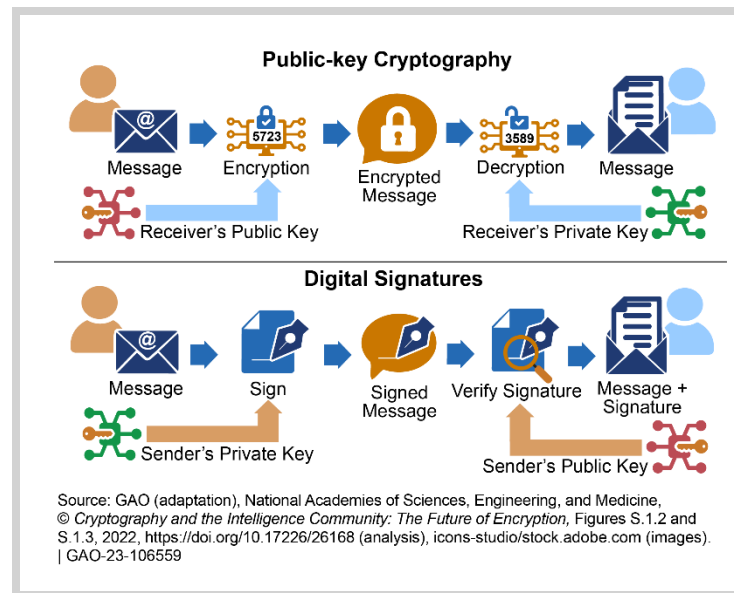 Public-key Cryptography
@
5723
3589
Message
Encryption
Encrypted
Message
Decryption
Message
Receiver's Public Key
Receiver's Private Key
Digital Signatures
@
Message
Sign
Signed
Message
Verify Signature
Message +
Signature
Sender's Private Key
Sender's Public Key
Source: GAO (adaptation), National Academies of Sciences, Engineering, and Medicine,
© Cryptography and the Intelligence Community: The Future of Encryption, Figures S.1.2 and
S.1.3, 2022, https://doi.org/10.17226/26168 (analysis), icons-studio/stock.adobe.com (images).
| GAO-23-106559